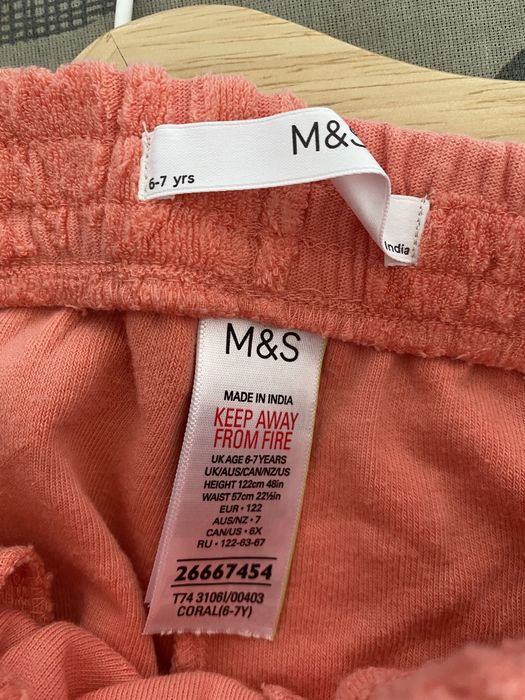 M&S
6-7 yrs
India
M&S
MADE IN INDIA
KEEP AWAY
FROM FIRE
UK AGE 6-7 YEARS
UK/AUS/CAN/NZ/US
HEIGHT 122cm 48in
WAIST 57cm 22½in
EUR • 122
AUS/NZ • 7
CAN/US • 6X
RU • 122-63-67
26667454
T74 3106I/00403
CORAL(6-7Y)